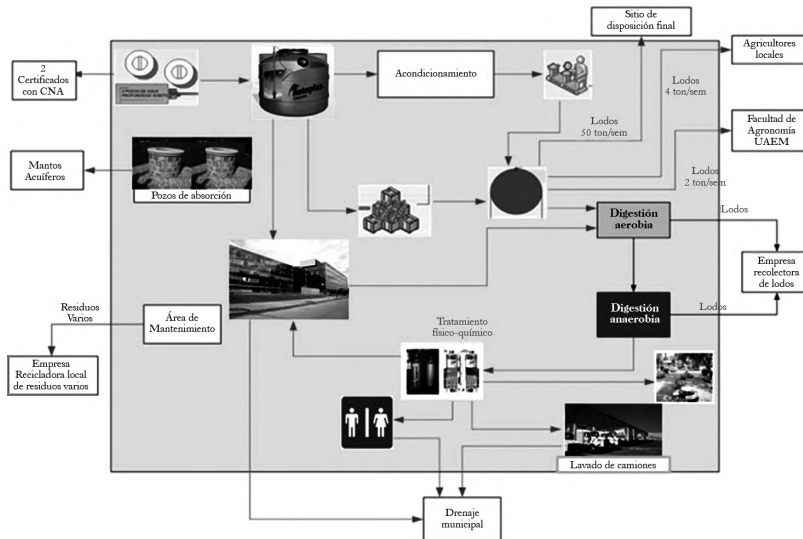 Sitio de
disposición final
Agricultores
locales
2
Certificados
con CNA
Acondicionamiento
Lodos
4 ton/sem
Lodos
50 ton/sem
Facultad de
Agronomía
UAEM
Mantos
Acuíferos
Pozos de absorción
Lodos
2 ton/sem
Digestión
aerobia
Lodos
Empresa
recolectora
de lodos
Residuos
Varios
Área de
Mantenimiento
Digestión
anaerobia
Lodos
Tratamiento
físico-químico
Empresa
Recicladora local
de residuos varios
Lavado de camiones
Drenaje
municipal